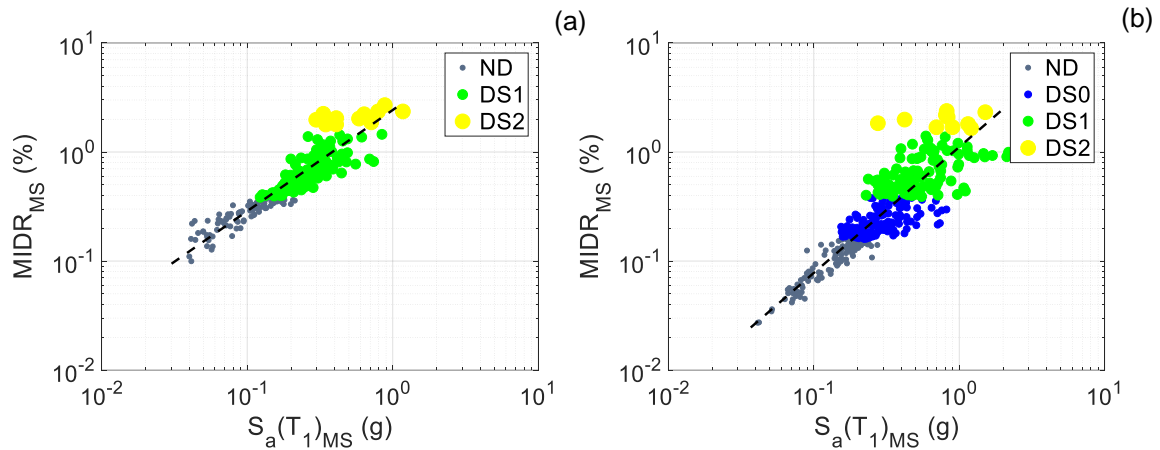 (a)
10^1
10^0
10^-1
10^-2
MIDR_MS (%)
10^-2
10^-1
10^0
10^1
S_a(T_1)_MS (g)
ND
DS1
DS2
(b)
10^1
10^0
10^-1
10^-2
MIDR_MS (%)
10^-2
10^-1
10^0
10^1
S_a(T_1)_MS (g)
ND
DS0
DS1
DS2